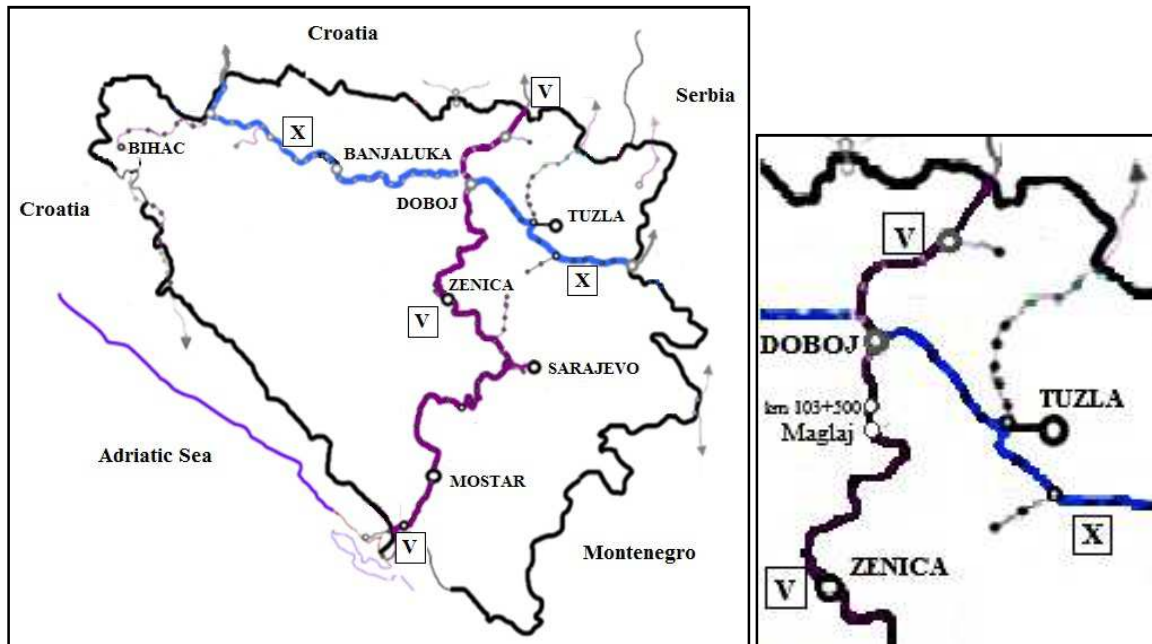 Croatia
V
Serbia
X
BIHAC
BANJALUKA
Croatia
DOBOJ
TUZLA
X
ZENICA
V
SARAJEVO
Adriatic Sea
MOSTAR
V
Montenegro
V
DOBOJ
km 103+500
TUZLA
Maglaj
X
ZENICA
V